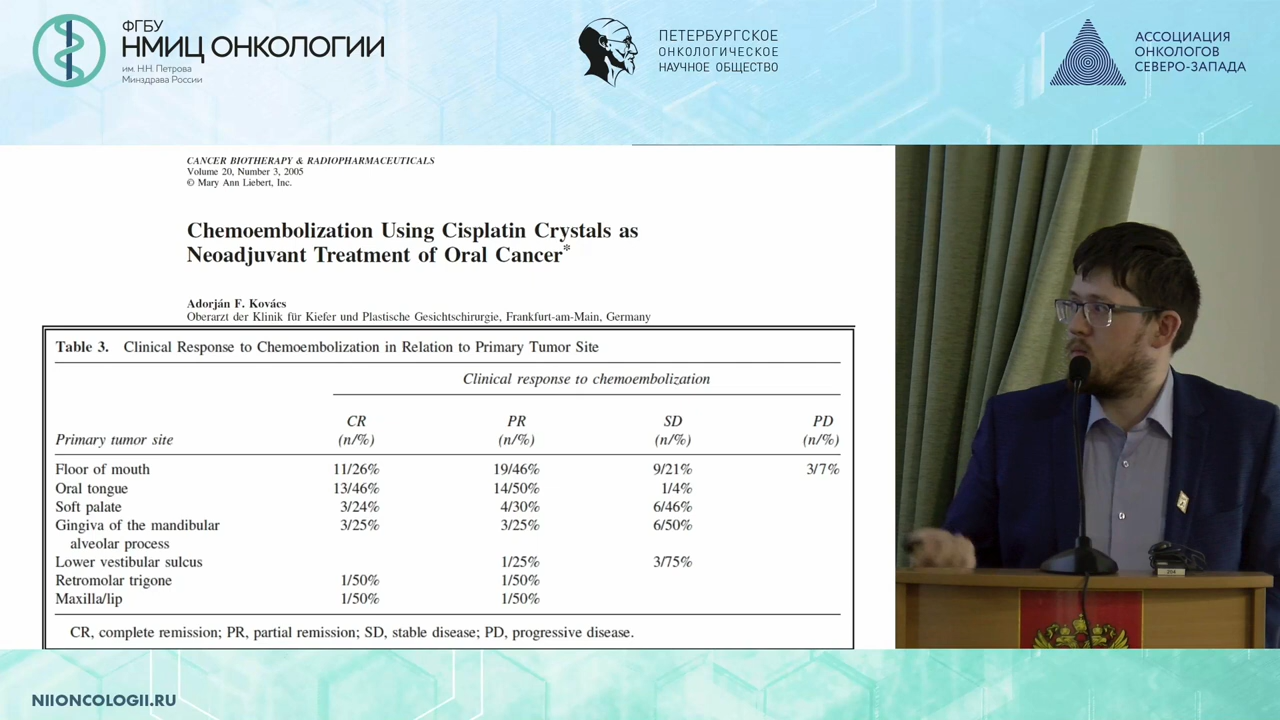 ФГБУ
НМИЦ ОНКОЛОГИИ
им. Н.Н. Петрова
Минздрава России
ПЕТЕРБУРГСКОЕ
ОНКОЛОГИЧЕСКОЕ
НАУЧНОЕ ОБЩЕСТВО
АССОЦИАЦИЯ
ОНКОЛОГОВ
СЕВЕРО-ЗАПАДА
CANCER BIOTHERAPY & RADIOPHARMACEUTICALS
Volume 20, Number 3, 2005
© Mary Ann Liebert, Inc.
Chemoembolization Using Cisplatin Crystals as
Neoadjuvant Treatment of Oral Cancer*
Adorján F. Kovács
Oberarzt der Klinik für Kiefer und Plastische Gesichtschirurgie, Frankfurt-am-Main, Germany
Table 3. Clinical Response to Chemoembolization in Relation to Primary Tumor Site
Clinical response to chemoembolization
CR PR SD PD
Primary tumor site (n/%) (n/%) (n/%) (n/%)
Floor of mouth 11/26% 19/46% 9/21% 3/7%
Oral tongue 13/46% 14/50% 1/4%
Soft palate 3/24% 4/30% 6/46%
Gingiva of the mandibular 3/25% 3/25% 6/50%
alveolar process
Lower vestibular sulcus 1/25% 3/75%
Retromolar trigone 1/50% 1/50%
Maxilla/lip 1/50% 1/50%
CR, complete remission; PR, partial remission; SD, stable disease; PD, progressive disease.
NIIONCOLOGII.RU